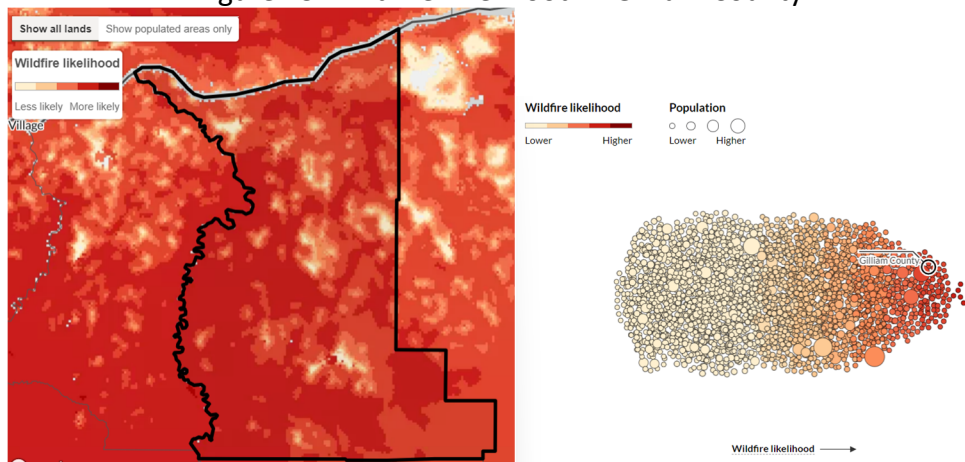 Show all lands Show populated areas only
Wildfire likelihood
Less likely More likely
Village
Wildfire likelihood
Lower Higher
Population
Lower Higher
Gilliam County
Wildfire likelihood